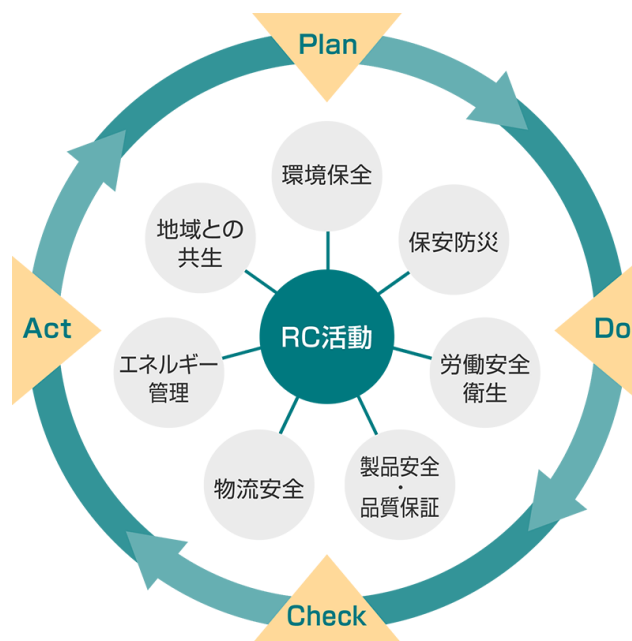 Plan
環境保全
地域との
共生
保安防災
RC活動
Act
Do
エネルギー
管理
労働安全
衛生
物流安全
製品安全
・
品質保証
Check